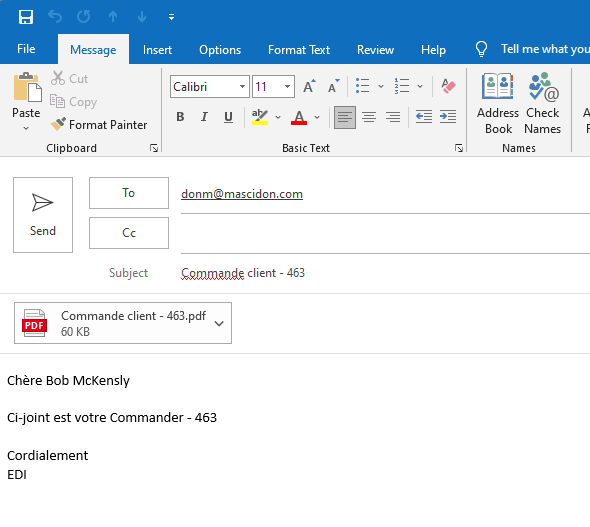 File Message Insert Options Format Text Review Help Tell me what you
Paste
Cut
Copy
Format Painter
Clipboard
Calibri 11
B I U
Basic Text
Address Book
Check Names
Names
Send
To donm@mascidon.com
Cc
Subject Commande client - 463
PDF
Commande client - 463.pdf
60 KB
Chère Bob McKensly
Ci-joint est votre Commander - 463
Cordialement
EDI